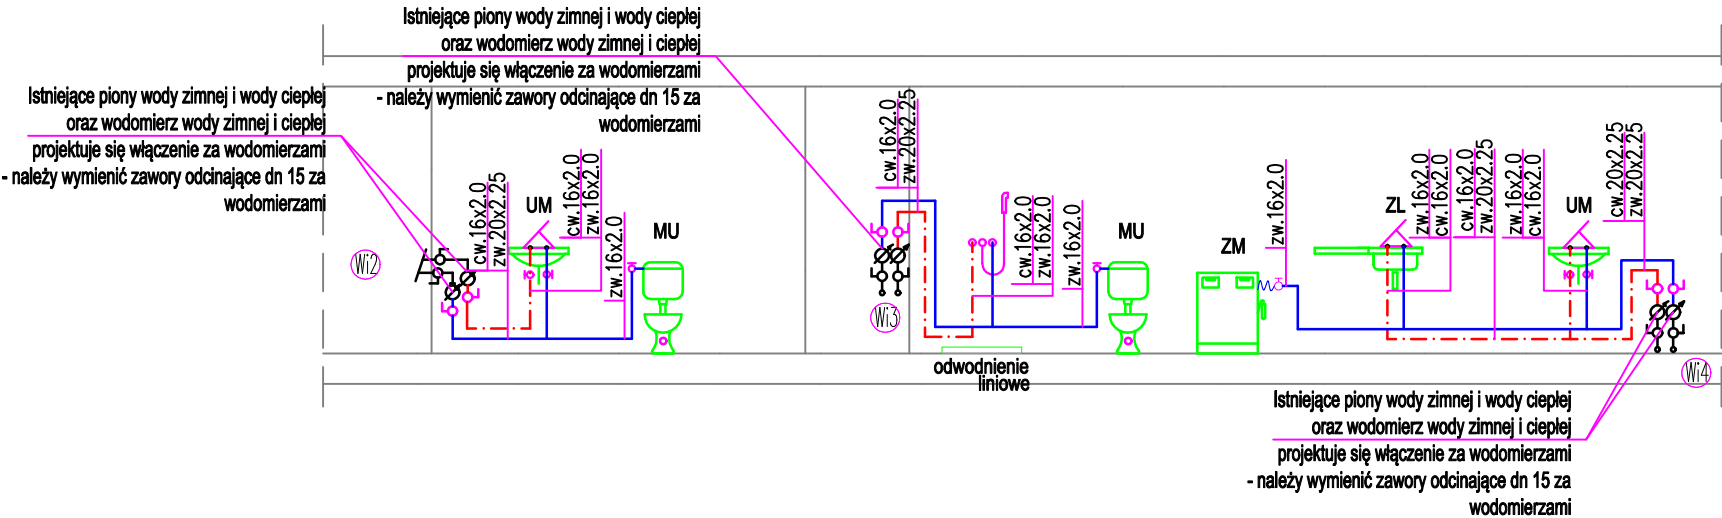 Istniejące piony wody zimnej i wody ciepłej
oraz wodomierz wody zimnej i ciepłej
projektuje się włączenie za wodomierzami
- należy wymienić zawory odcinające dn 15 za
wodomierzami
Istniejące piony wody zimnej i wody ciepłej
oraz wodomierz wody zimnej i ciepłej
projektuje się włączenie za wodomierzami
- należy wymienić zawory odcinające dn 15 za
wodomierzami
Wi2
cw.16x2.0
zw.20x2.25
UM
cw.16x2.0
zw.16x2.0
zw.16x2.0
MU
cw.16x2.0
zw.20x2.25
Wi3
cw.16x2.0
zw.16x2.0
zw.16x2.0
MU
odwodnienie
liniowe
ZM
zw.16x2.0
ZL
zw.16x2.0
cw.16x2.0
cw.16x2.0
zw.20x2.25
zw.16x2.0
cw.16x2.0
UM
cw.20x2.25
zw.20x2.25
Wi4
Istniejące piony wody zimnej i wody ciepłej
oraz wodomierz wody zimnej i ciepłej
projektuje się włączenie za wodomierzami
- należy wymienić zawory odcinające dn 15 za
wodomierzami